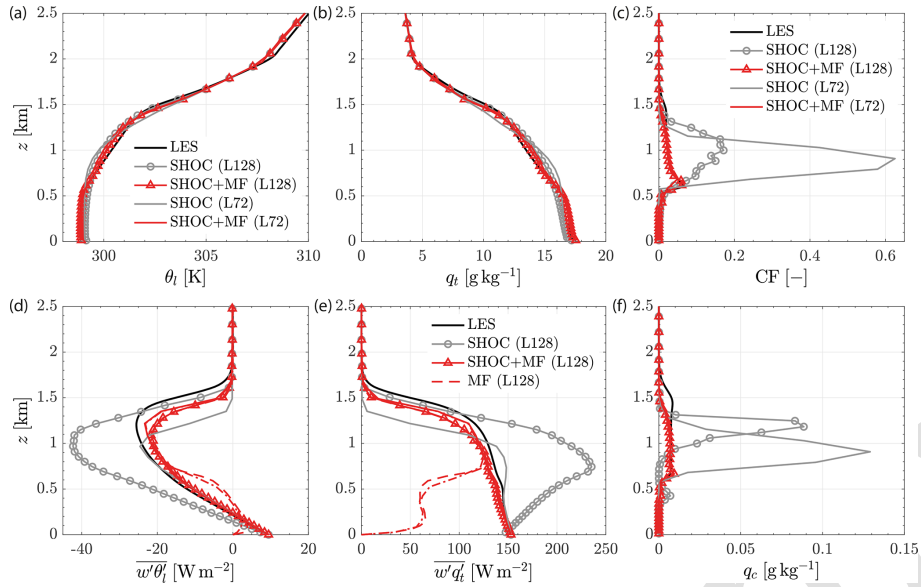 (a)
2.5
2
1.5
1
0.5
0
z [km]
LES
SHOC (L128)
SHOC+MF (L128)
SHOC (L72)
SHOC+MF (L72)
300 305 310
θ_l [K]
(b)
2.5
2
1.5
1
0.5
0
0 5 10 15 20
q_t [g kg⁻¹]
(c)
2.5
2
1.5
1
0.5
0
LES
SHOC (L128)
SHOC+MF (L128)
SHOC (L72)
SHOC+MF (L72)
0 0.2 0.4 0.6
CF [−]
(d)
2.5
2
1.5
1
0.5
0
z [km]
-40 -20 0 20
w′θ′_l [W m⁻²]
(e)
2.5
2
1.5
1
0.5
0
LES
SHOC (L128)
SHOC+MF (L128)
MF (L128)
0 50 100 150 200 250
w′q′_t [W m⁻²]
(f)
2.5
2
1.5
1
0.5
0
0 0.05 0.1 0.15
q_c [g kg⁻¹]